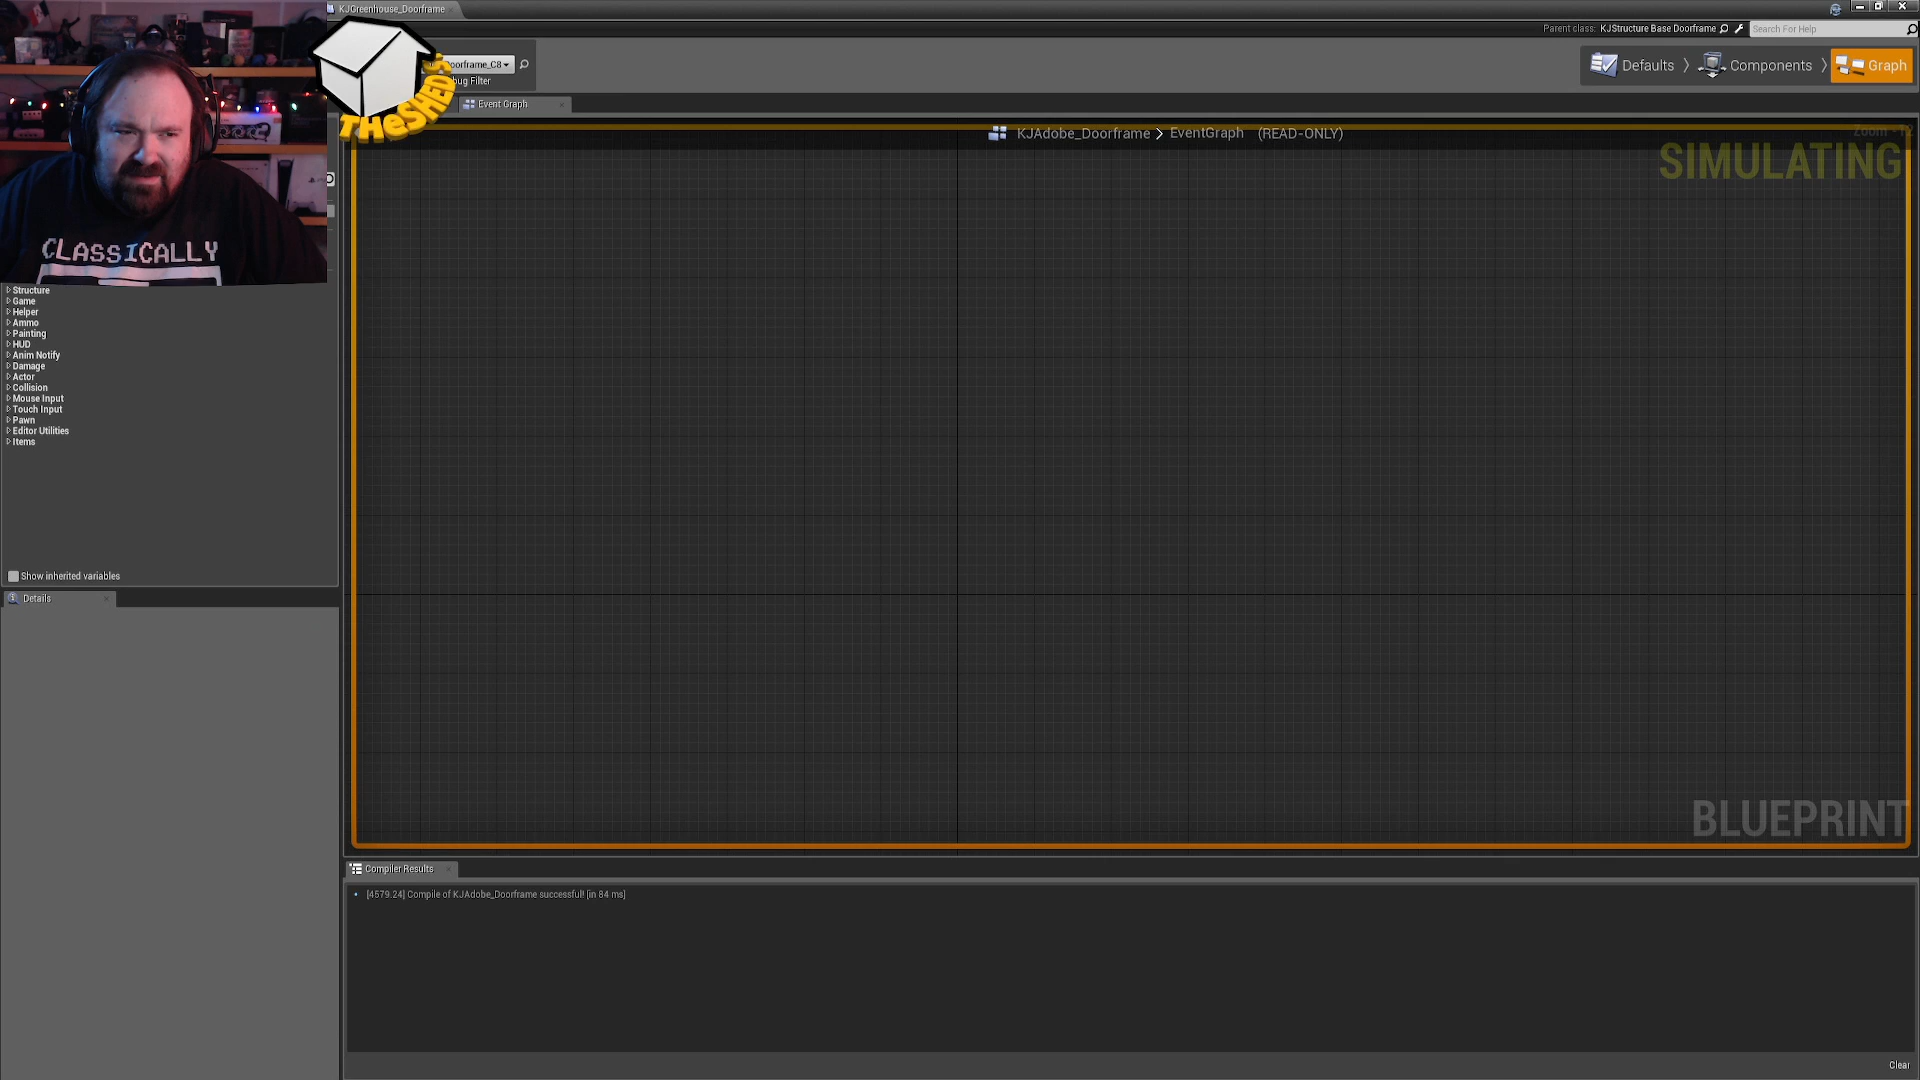 KJGreenhouse_Doorframe
Parent class: KJStructure Base Doorframe
Search For Help
oorframe_C8
bug Filter
Defaults
Components
Graph
THeSHEDS
Event Graph
KJAdobe_Doorframe > EventGraph (READ-ONLY)
SIMULATING
CLASSICALLY
Structure
Game
Helper
Ammo
Painting
HUD
Anim Notify
Damage
Actor
Collision
Mouse Input
Touch Input
Pawn
Editor Utilities
Items
Show inherited variables
Details
BLUEPRINT
Compiler Results
[4579.24] Compile of KJAdobe_Doorframe successful! [in 84 ms]
Clear